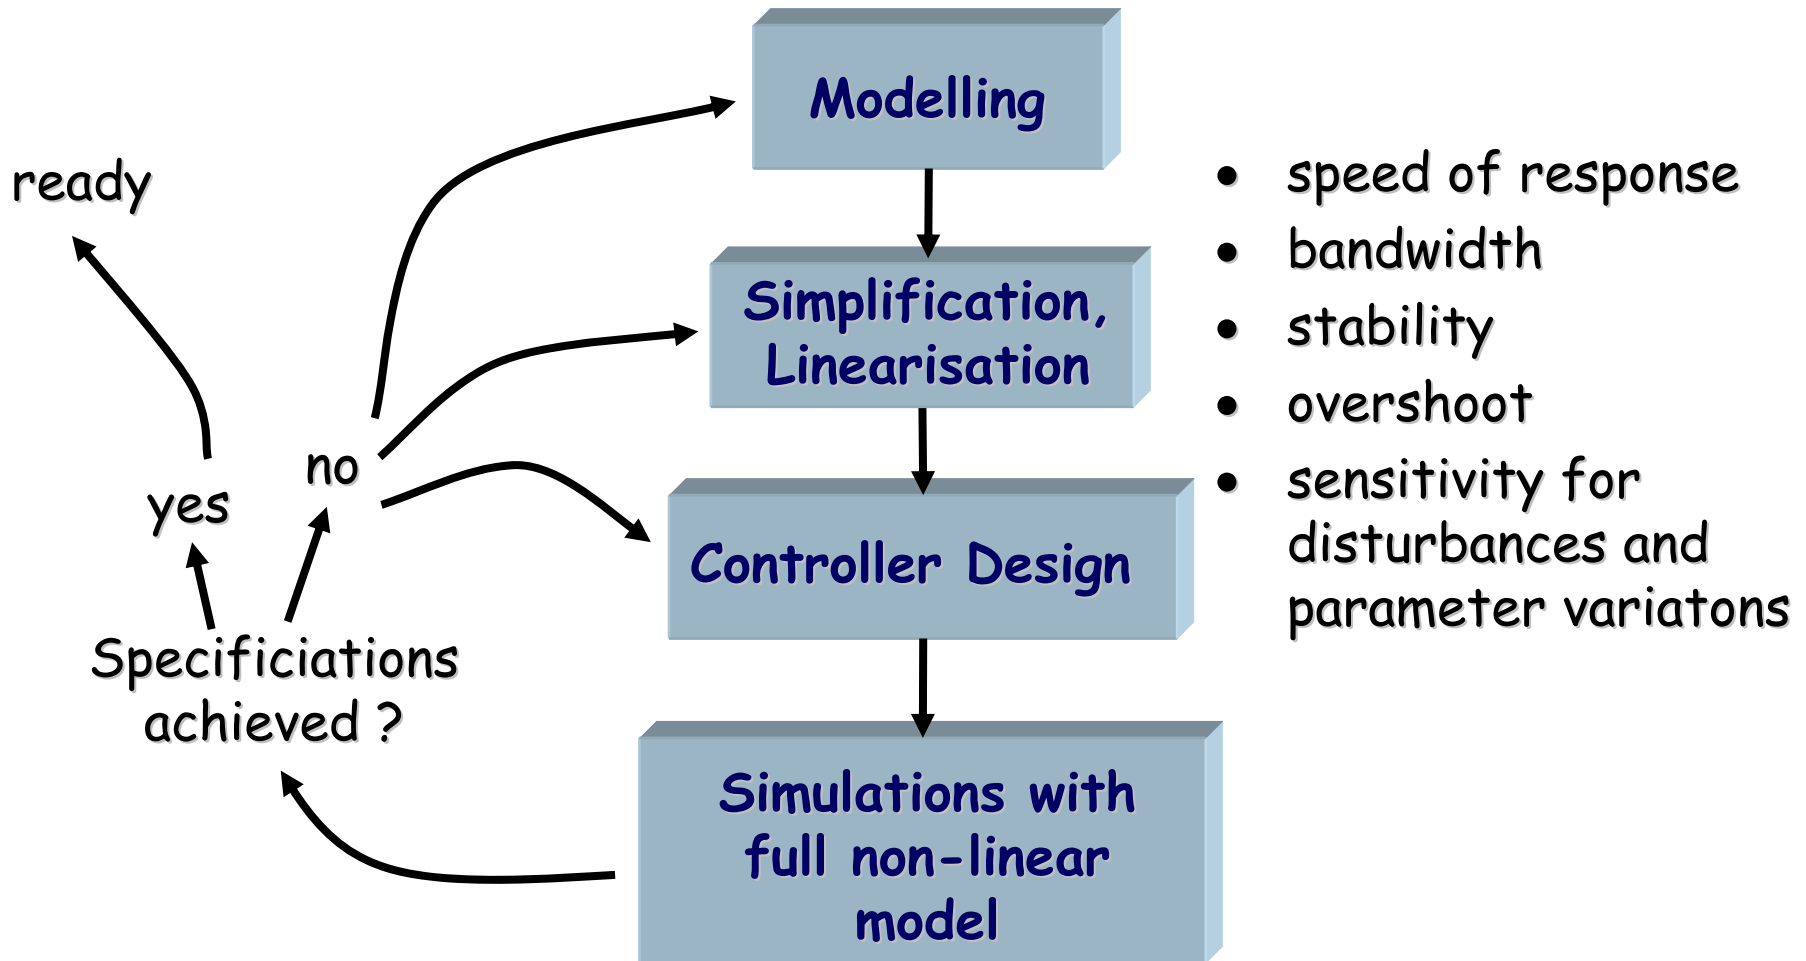 Modelling
ready
Simplification,
Linearisation
no
yes
Controller Design
Specificiations
achieved ?
Simulations with
full non-linear
model
• speed of response
• bandwidth
• stability
• overshoot
• sensitivity for
disturbances and
parameter variatons